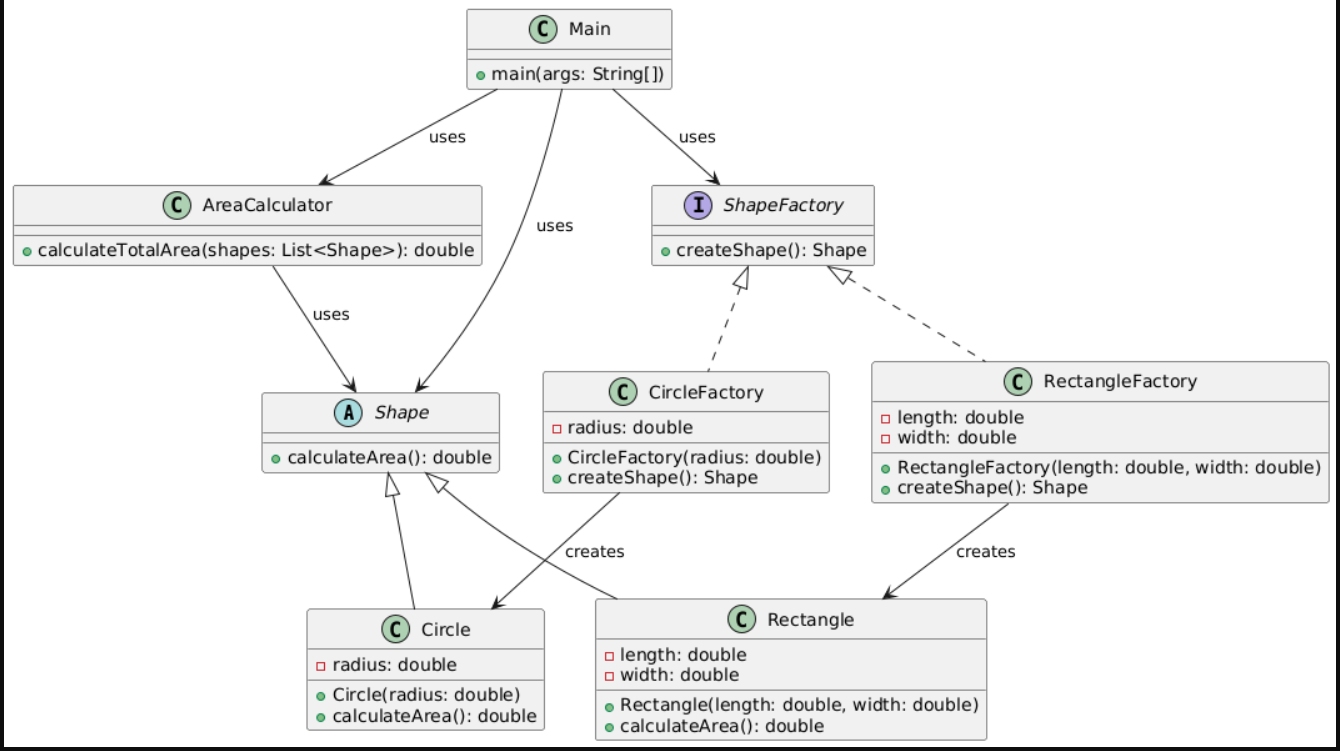 C Main
main(args: String[])
uses
uses
C AreaCalculator
calculateTotalArea(shapes: List<Shape>): double
uses
I ShapeFactory
createShape(): Shape
uses
A Shape
calculateArea(): double
C CircleFactory
radius: double
CircleFactory(radius: double)
createShape(): Shape
C RectangleFactory
length: double
width: double
RectangleFactory(length: double, width: double)
createShape(): Shape
creates
creates
C Circle
radius: double
Circle(radius: double)
calculateArea(): double
C Rectangle
length: double
width: double
Rectangle(length: double, width: double)
calculateArea(): double